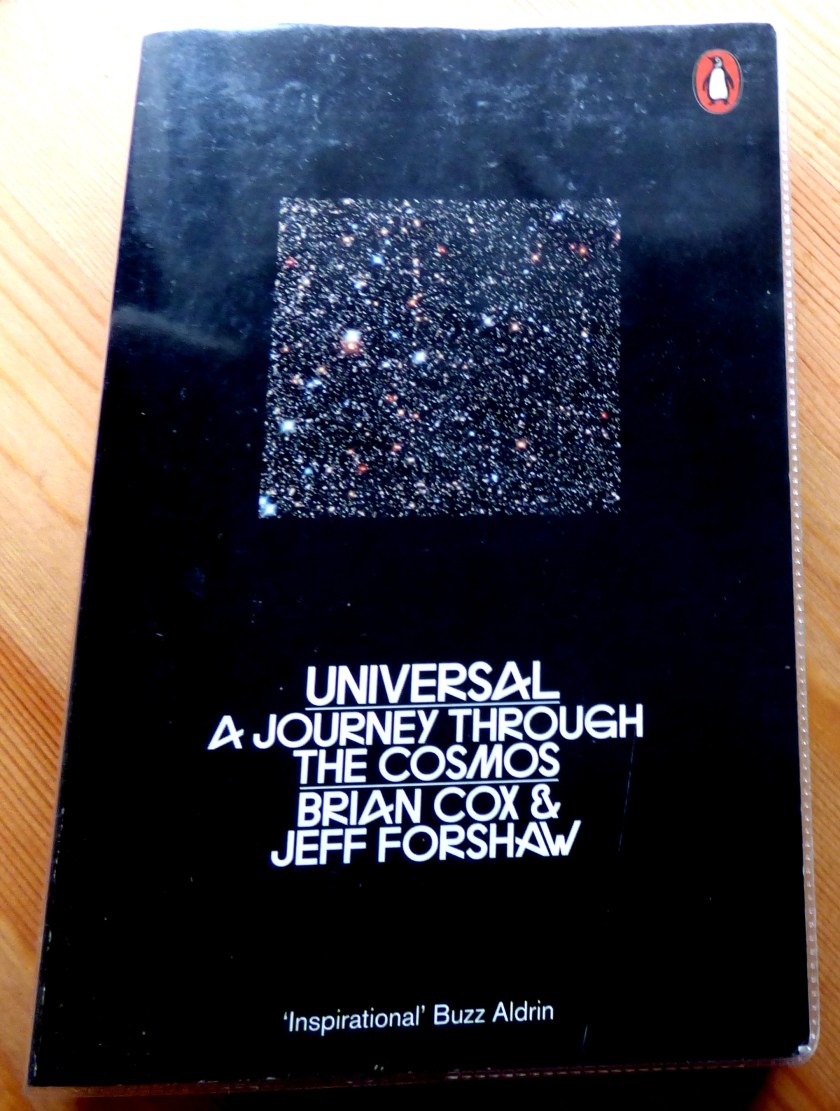 UNIVERSAL
A JOURNEY THROUGH
THE COSMOS
BRIAN COX &
JEFF FORSHAW
'Inspirational' Buzz Aldrin